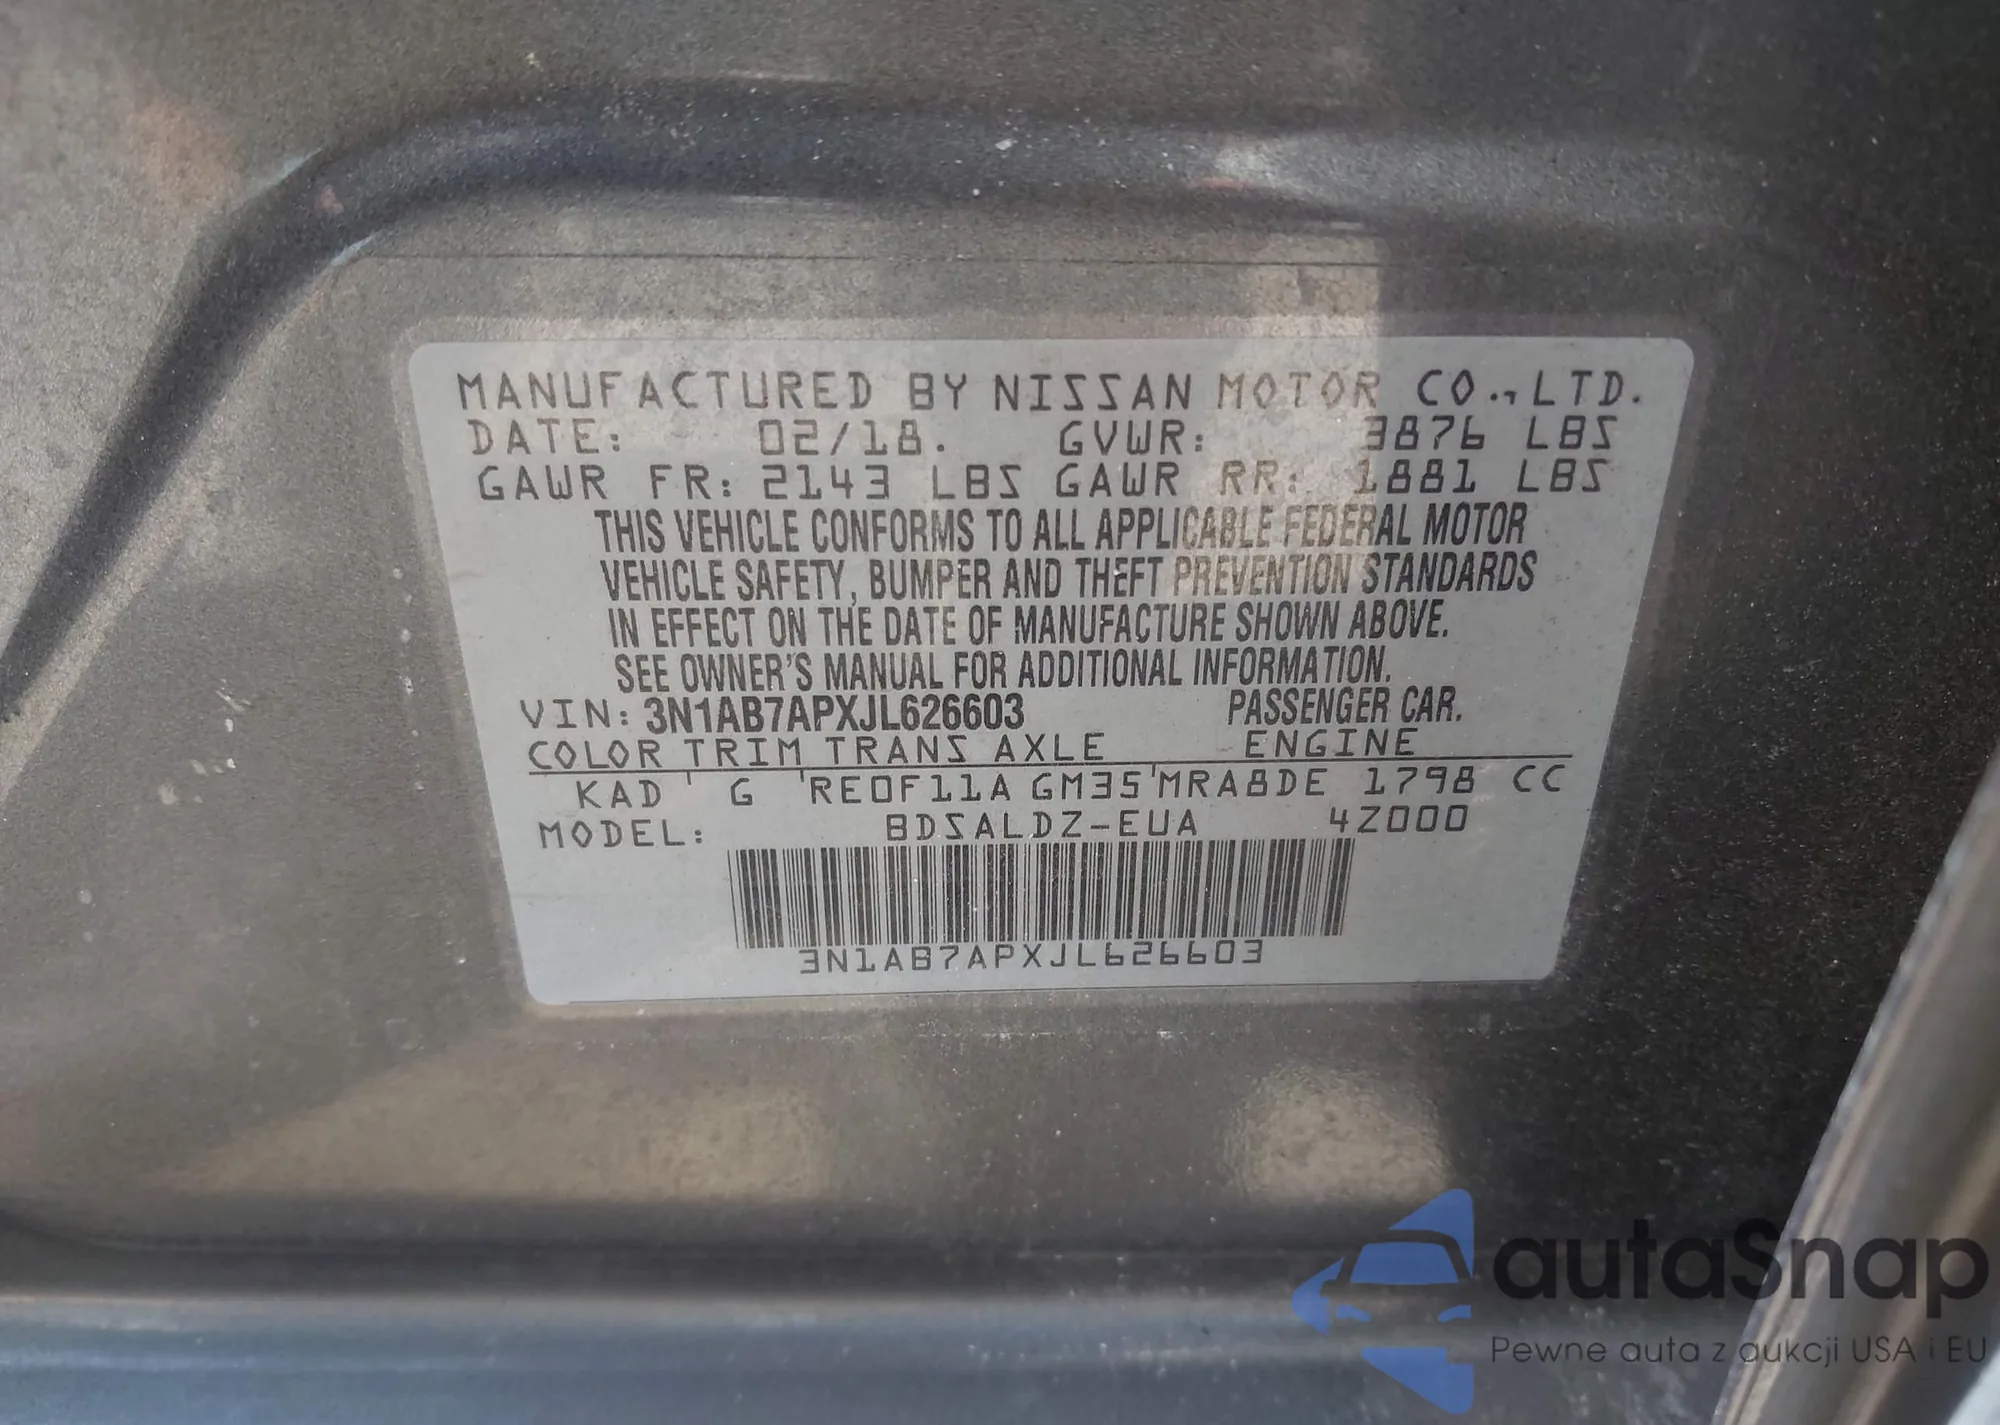 MANUFACTURED BY NISSAN MOTOR CO., LTD.
DATE: 02/18. GVWR: 3876 LBS
GAWR FR: 2143 LBS GAWR RR: 1881 LBS
THIS VEHICLE CONFORMS TO ALL APPLICABLE FEDERAL MOTOR
VEHICLE SAFETY, BUMPER AND THEFT PREVENTION STANDARDS
IN EFFECT ON THE DATE OF MANUFACTURE SHOWN ABOVE.
SEE OWNER'S MANUAL FOR ADDITIONAL INFORMATION.
VIN: 3N1AB7APXJL626603 PASSENGER CAR.
COLOR TRIM TRANS AXLE ENGINE
KAD G RE0F11A GM35 MRA8DE 1798 CC
MODEL: BDSALDZ-EUA 4Z000
3N1AB7APXJL626603
autaSnap
Pewne auta z aukcji USA i EU